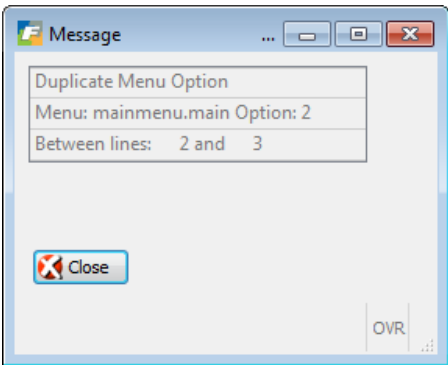 Message ...
Duplicate Menu Option
Menu: mainmenu.main Option: 2
Between lines: 2 and 3
Close
OVR